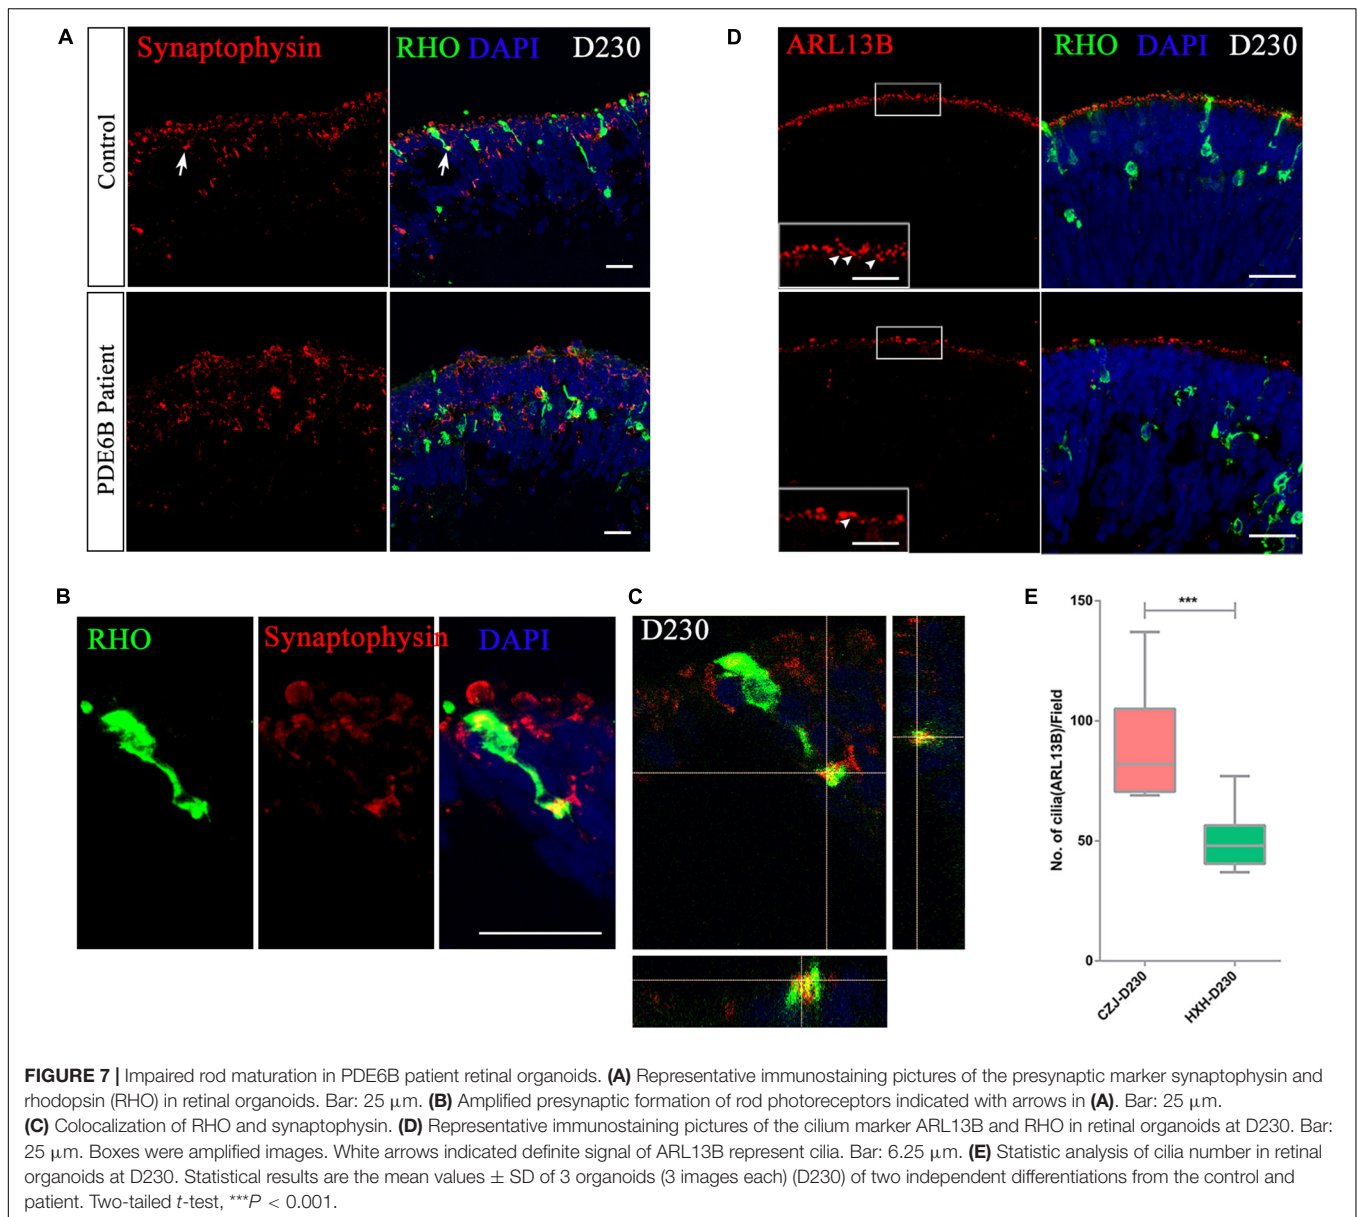 A
Control
Synaptophysin
RHO DAPI D230
PDE6B Patient
D
ARL13B
RHO DAPI D230
B
RHO
Synaptophysin
DAPI
C
D230
E
***
150
100
50
0
No. of cilia(ARL13B)/Field
CZJ-D230
HXH-D230
FIGURE 7 | Impaired rod maturation in PDE6B patient retinal organoids. (A) Representative immunostaining pictures of the presynaptic marker synaptophysin and
rhodopsin (RHO) in retinal organoids. Bar: 25 μm. (B) Amplified presynaptic formation of rod photoreceptors indicated with arrows in (A). Bar: 25 μm.
(C) Colocalization of RHO and synaptophysin. (D) Representative immunostaining pictures of the cilium marker ARL13B and RHO in retinal organoids at D230. Bar:
25 μm. Boxes were amplified images. White arrows indicated definite signal of ARL13B represent cilia. Bar: 6.25 μm. (E) Statistic analysis of cilia number in retinal
organoids at D230. Statistical results are the mean values ± SD of 3 organoids (3 images each) (D230) of two independent differentiations from the control and
patient. Two-tailed t-test, ***P < 0.001.